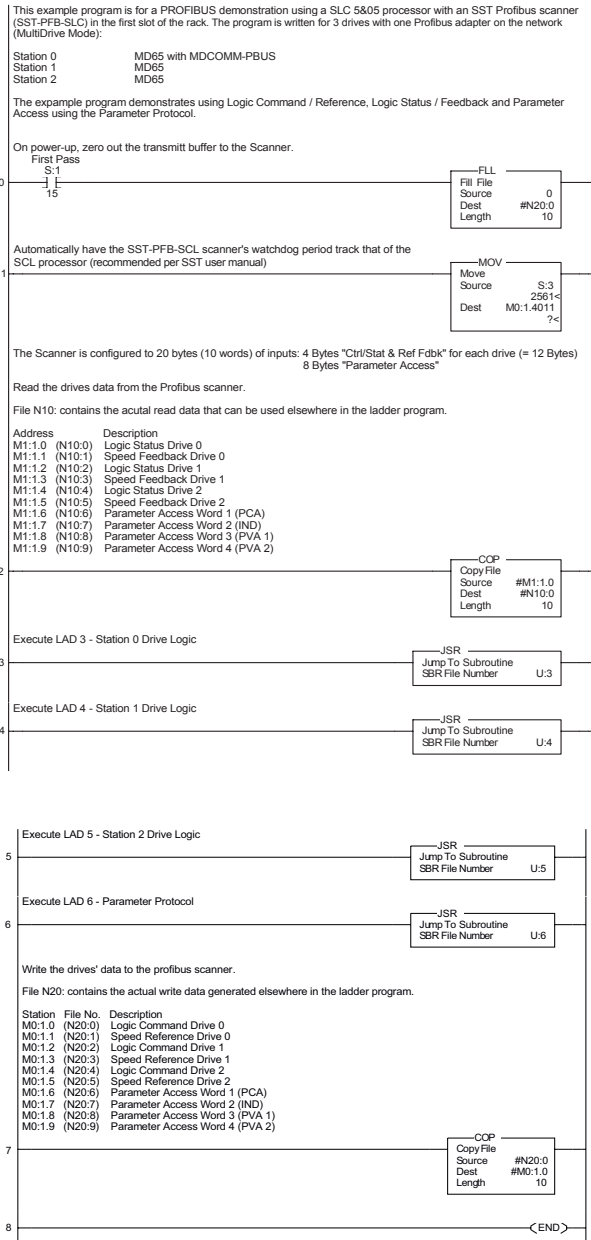 This example program is for a PROFIBUS demonstration using a SLC 5&05 processor with an SST Profibus scanner
(SST-PFB-SLC) in the first slot of the rack. The program is written for 3 drives with one Profibus adapter on the network
(MultiDrive Mode):
Station 0 MD65 with MDCOMM-PBUS
Station 1 MD65
Station 2 MD65
The expample program demonstrates using Logic Command / Reference, Logic Status / Feedback and Parameter
Access using the Parameter Protocol.
On power-up, zero out the transmitt buffer to the Scanner.
First Pass
S:1
15
0
FLL
Fill File
Source 0
Dest #N20:0
Length 10
Automatically have the SST-PFB-SCL scanner's watchdog period track that of the
SCL processor (recommended per SST user manual)
1
MOV
Move
Source S:3
2561<
Dest M0:1.4011
?<
The Scanner is configured to 20 bytes (10 words) of inputs: 4 Bytes "Ctrl/Stat & Ref Fdbk" for each drive (= 12 Bytes)
8 Bytes "Parameter Access"
Read the drives data from the Profibus scanner.
File N10: contains the acutal read data that can be used elsewhere in the ladder program.
Address Description
M1:1.0 (N10:0) Logic Status Drive 0
M1:1.1 (N10:1) Speed Feedback Drive 0
M1:1.2 (N10:2) Logic Status Drive 1
M1:1.3 (N10:3) Speed Feedback Drive 1
M1:1.4 (N10:4) Logic Status Drive 2
M1:1.5 (N10:5) Speed Feedback Drive 2
M1:1.6 (N10:6) Parameter Access Word 1 (PCA)
M1:1.7 (N10:7) Parameter Access Word 2 (IND)
M1:1.8 (N10:8) Parameter Access Word 3 (PVA 1)
M1:1.9 (N10:9) Parameter Access Word 4 (PVA 2)
2
COP
Copy File
Source #M1:1.0
Dest #N10:0
Length 10
Execute LAD 3 - Station 0 Drive Logic
3
JSR
Jump To Subroutine
SBR File Number U:3
Execute LAD 4 - Station 1 Drive Logic
4
JSR
Jump To Subroutine
SBR File Number U:4
Execute LAD 5 - Station 2 Drive Logic
5
JSR
Jump To Subroutine
SBR File Number U:5
Execute LAD 6 - Parameter Protocol
6
JSR
Jump To Subroutine
SBR File Number U:6
Write the drives' data to the profibus scanner.
File N20: contains the actual write data generated elsewhere in the ladder program.
Station File No. Description
M0:1.0 (N20:0) Logic Command Drive 0
M0:1.1 (N20:1) Speed Reference Drive 0
M0:1.2 (N20:2) Logic Command Drive 1
M0:1.3 (N20:3) Speed Reference Drive 1
M0:1.4 (N20:4) Logic Command Drive 2
M0:1.5 (N20:5) Speed Reference Drive 2
M0:1.6 (N20:6) Parameter Access Word 1 (PCA)
M0:1.7 (N20:7) Parameter Access Word 2 (IND)
M0:1.8 (N20:8) Parameter Access Word 3 (PVA 1)
M0:1.9 (N20:9) Parameter Access Word 4 (PVA 2)
7
COP
Copy File
Source #N20:0
Dest #M0:1.0
Length 10
8
END